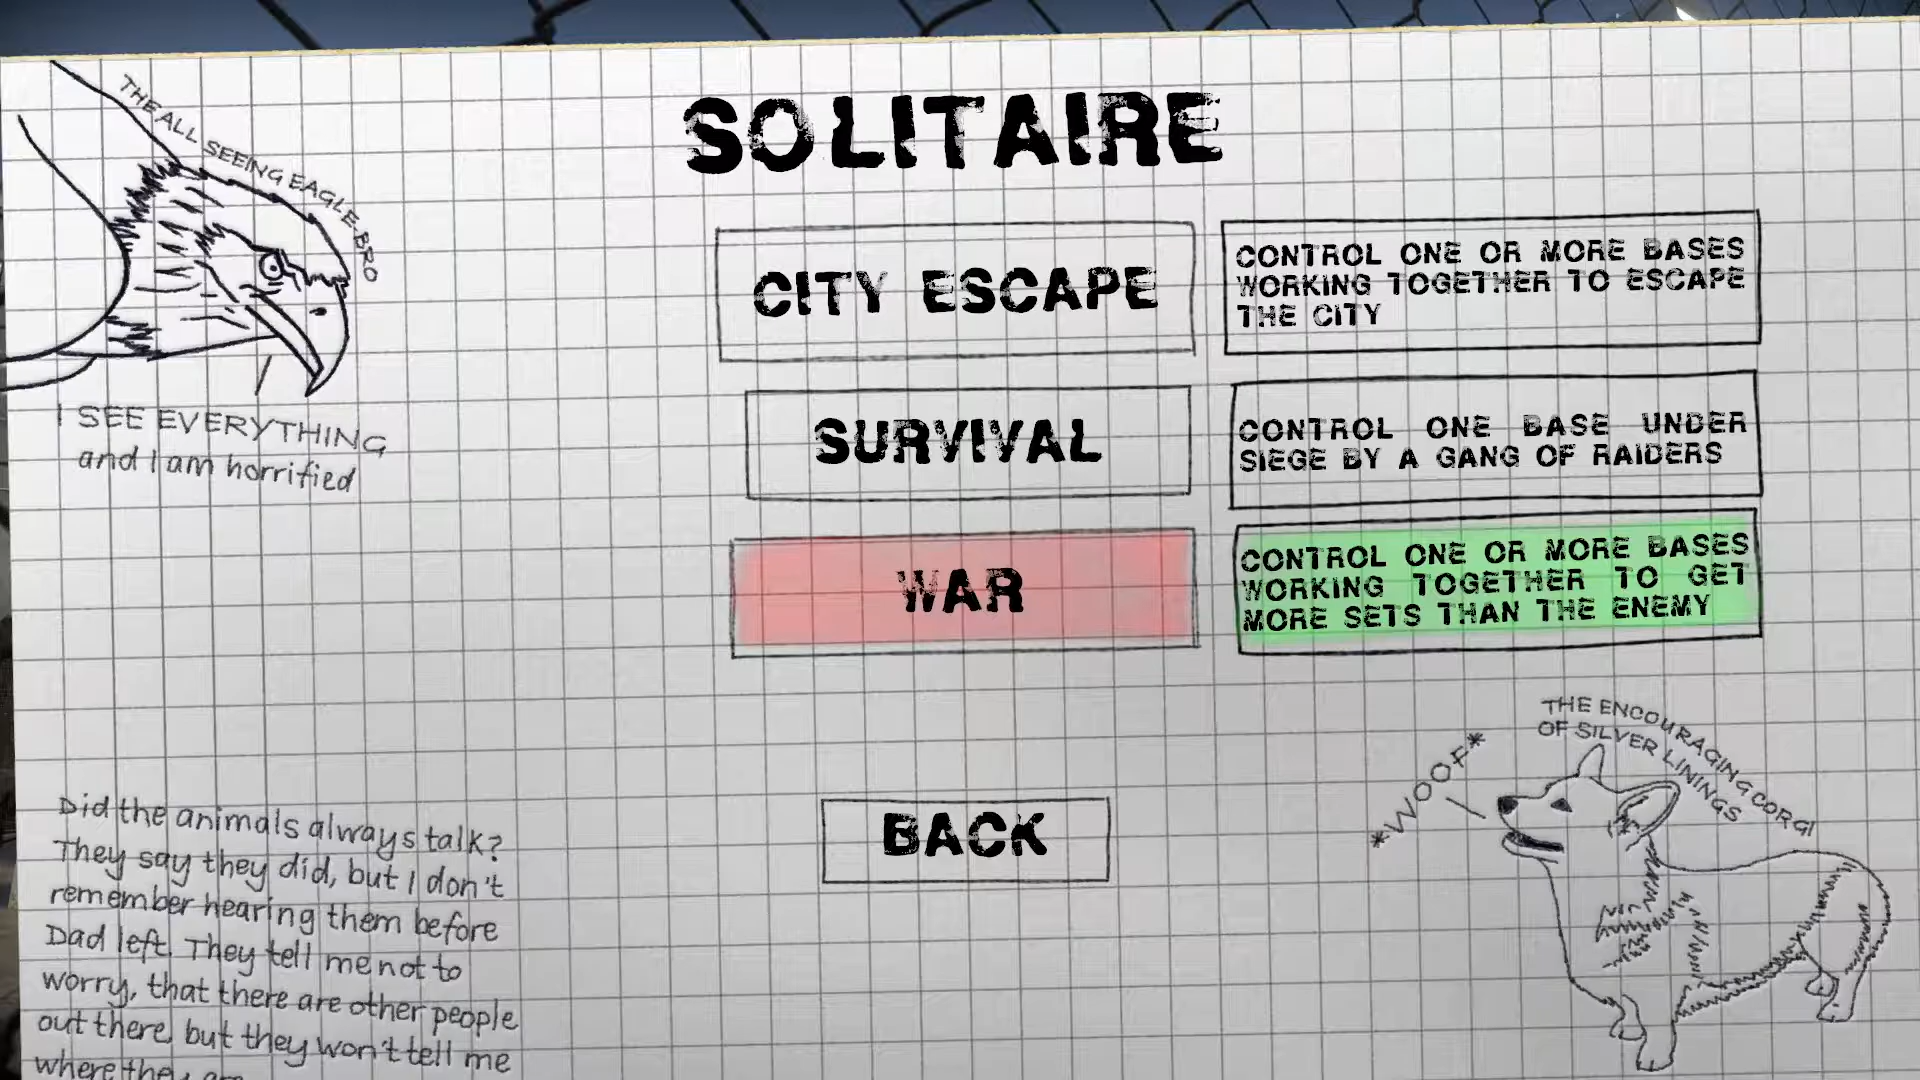 THE ALL SEEING EAGLE-BRO
I SEE EVERYTHING
and I am horrified
SOLITAIRE
CITY ESCAPE
CONTROL ONE OR MORE BASES
WORKING TOGETHER TO ESCAPE
THE CITY
SURVIVAL
CONTROL ONE BASE UNDER
SIEGE BY A GANG OF RAIDERS
WAR
CONTROL ONE OR MORE BASES
WORKING TOGETHER TO GET
MORE SETS THAN THE ENEMY
BACK
THE ENCOURAGING CORGI
OF SILVER LININGS
*WOOF*
Did the animals always talk?
They say they did, but I don't
remember hearing them before
Dad left. They tell me not to
worry, that there are other people
out there, but they won't tell me
where they